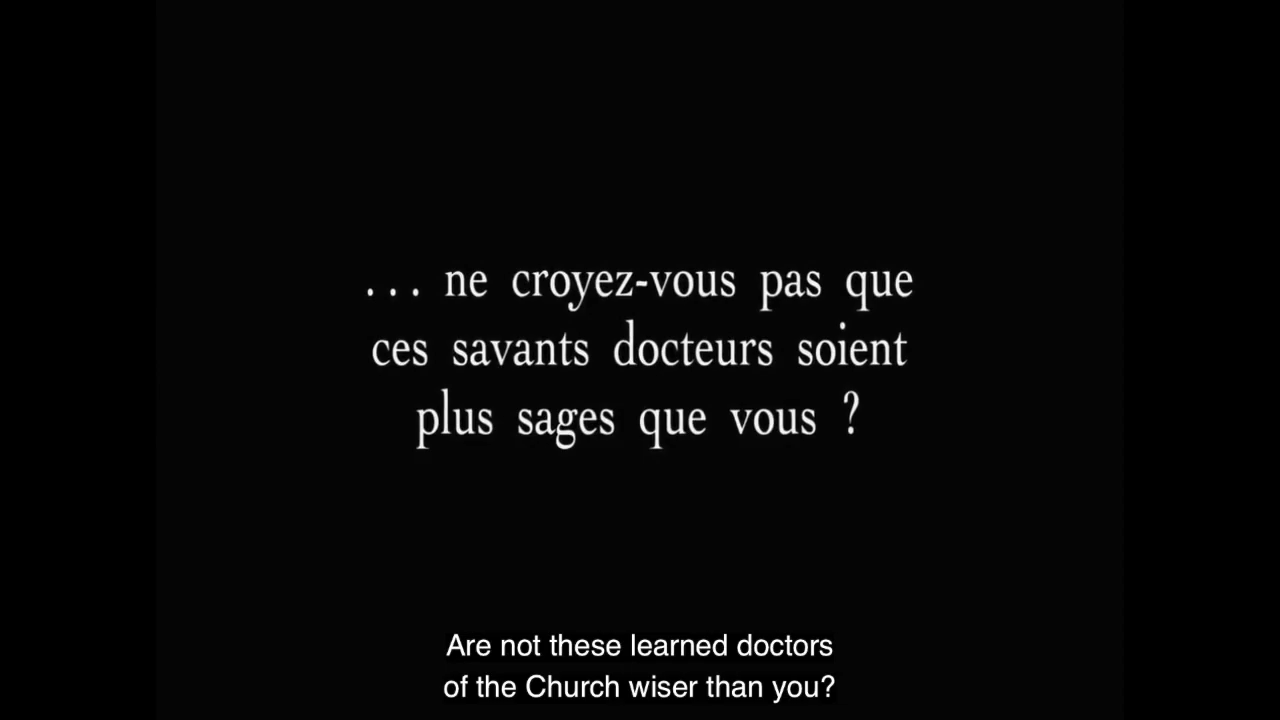 ... ne croyez-vous pas que
ces savants docteurs soient
plus sages que vous ?
Are not these learned doctors
of the Church wiser than you?